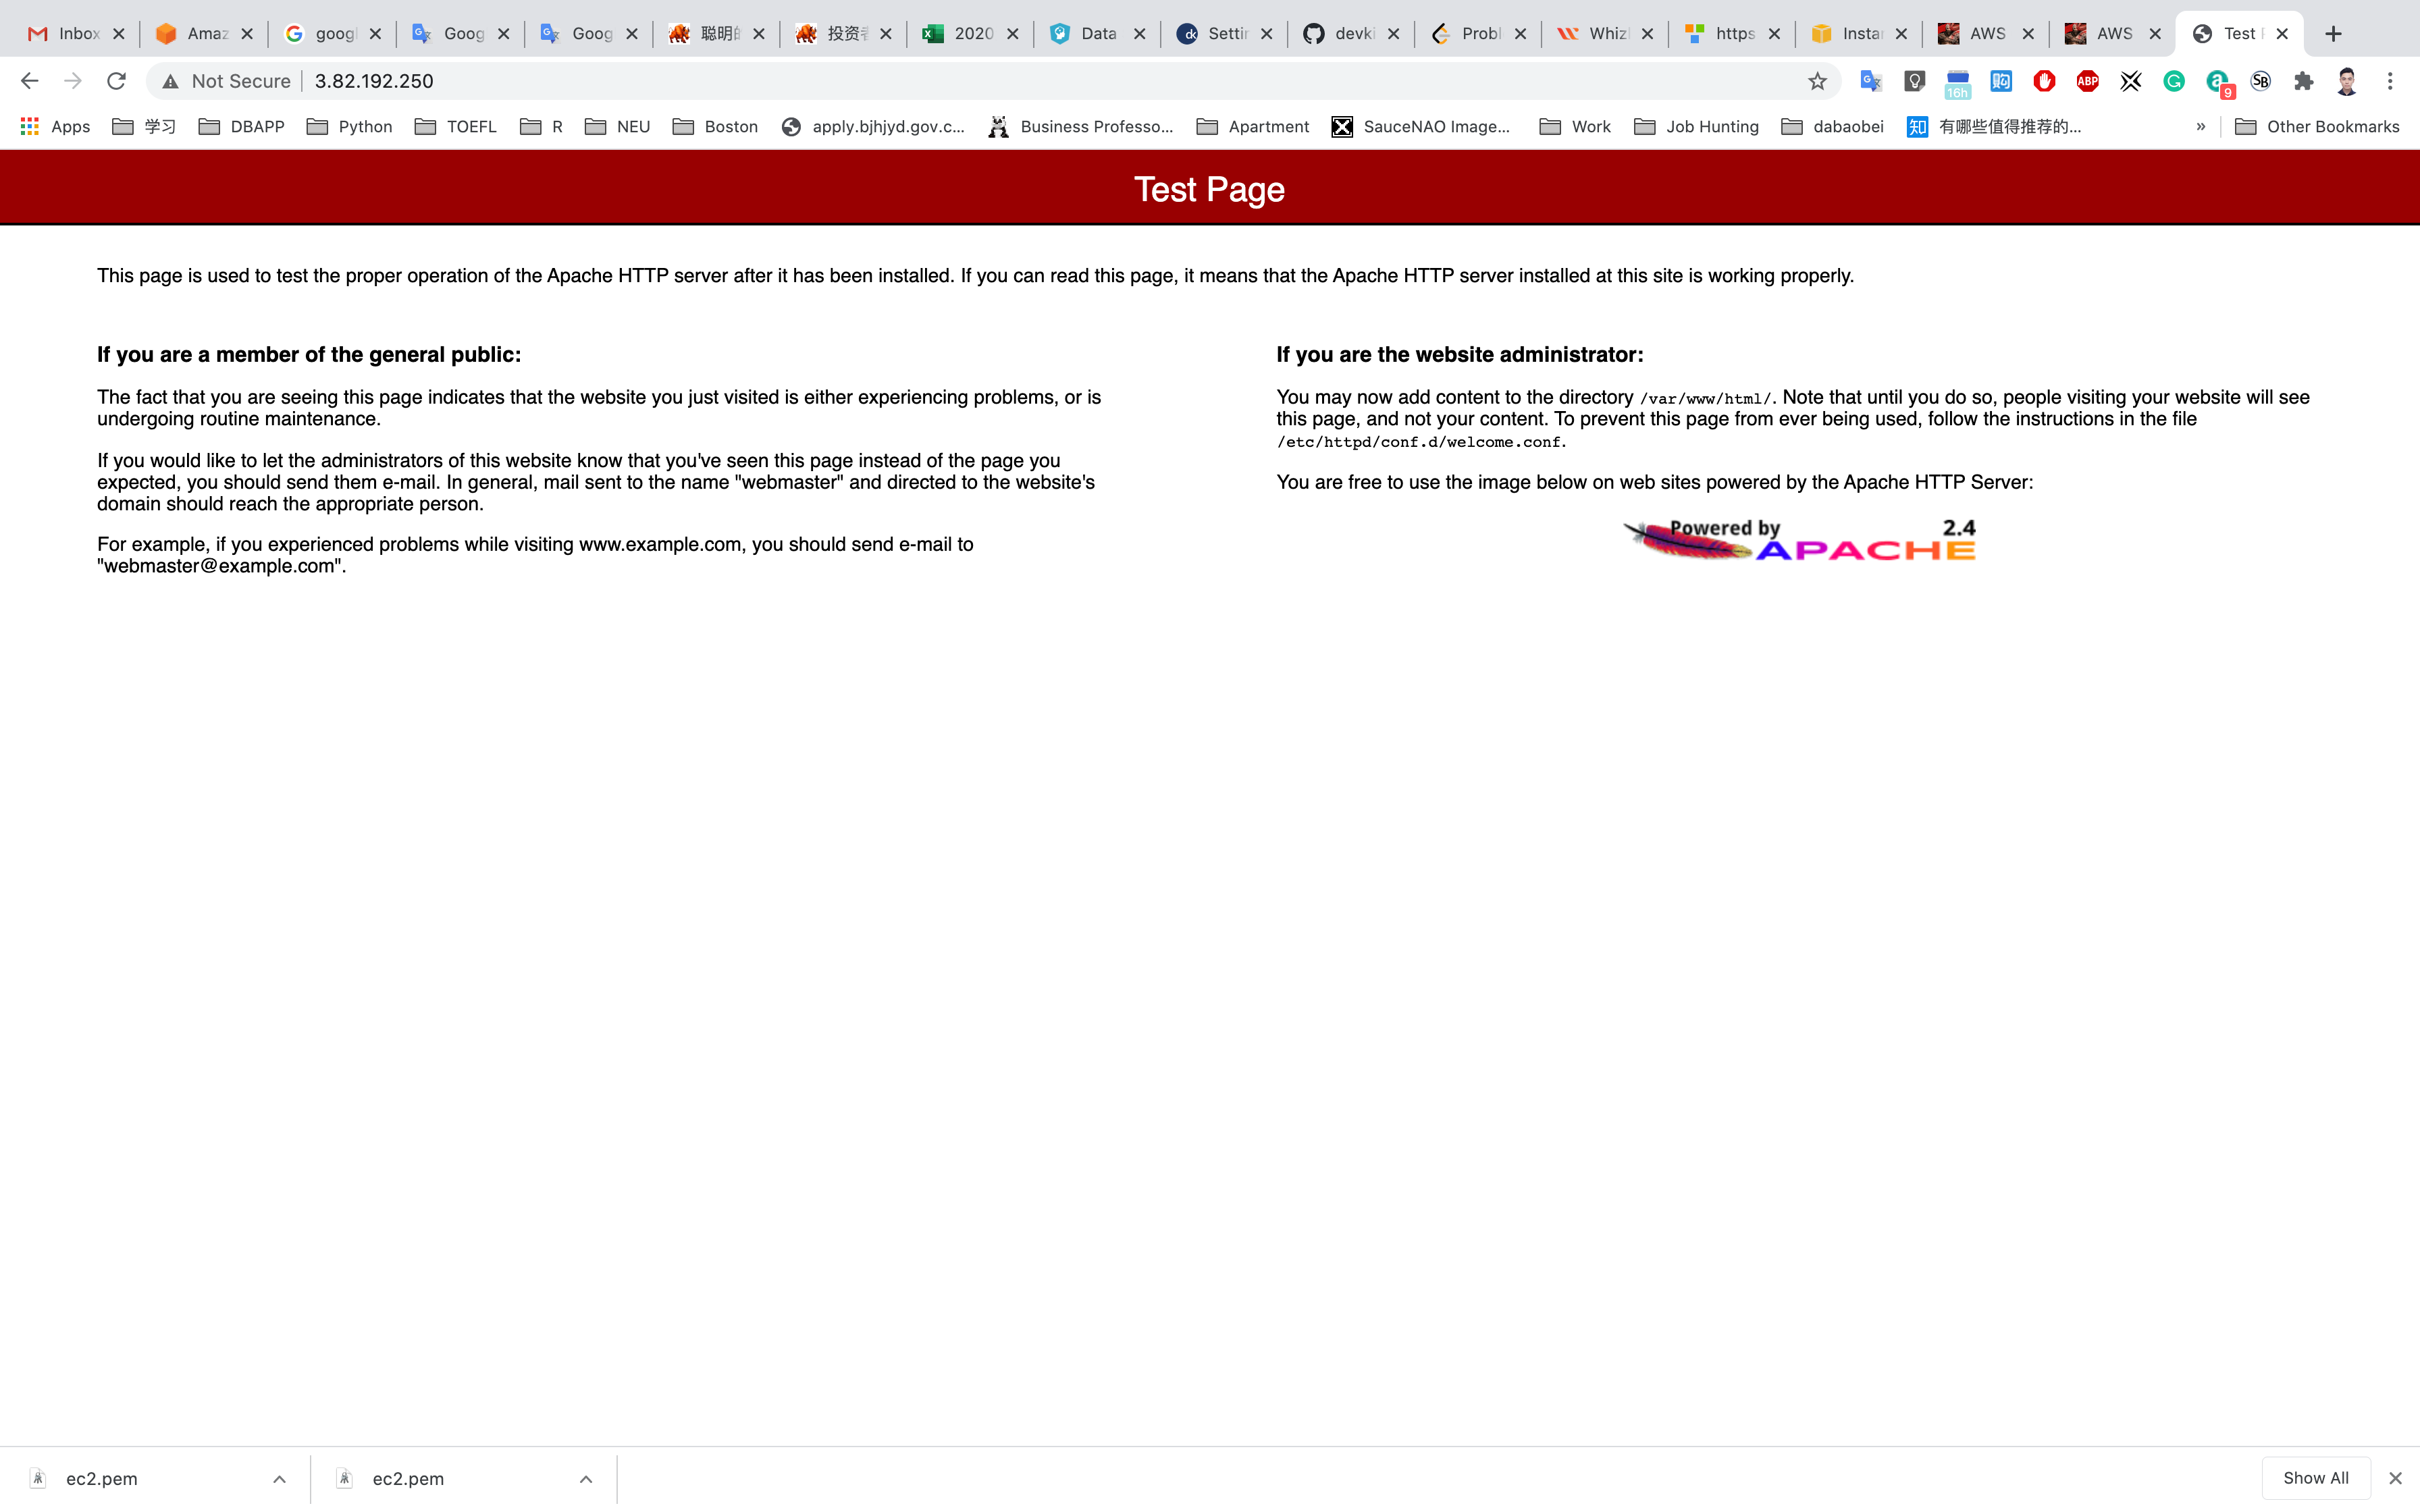 Inbox
Amaz
googl
Goog
Goog
聪明的
投资者
2020
Data
Settin
devki
Probl
Whizl
https
Instan
AWS
AWS
Test
Not Secure 3.82.192.250
16h
ABP
9
SB
Apps 学习 DBAPP Python TOEFL R NEU Boston apply.bjhjyd.gov.c... Business Professo... Apartment SauceNAO Image... Work Job Hunting dabaobei 知 有哪些值得推荐的... » Other Bookmarks
Test Page
This page is used to test the proper operation of the Apache HTTP server after it has been installed. If you can read this page, it means that the Apache HTTP server installed at this site is working properly.
If you are a member of the general public:
The fact that you are seeing this page indicates that the website you just visited is either experiencing problems, or is
undergoing routine maintenance.
If you would like to let the administrators of this website know that you've seen this page instead of the page you
expected, you should send them e-mail. In general, mail sent to the name "webmaster" and directed to the website's
domain should reach the appropriate person.
For example, if you experienced problems while visiting www.example.com, you should send e-mail to
"webmaster@example.com".
If you are the website administrator:
You may now add content to the directory /var/www/html/. Note that until you do so, people visiting your website will see
this page, and not your content. To prevent this page from ever being used, follow the instructions in the file
/etc/httpd/conf.d/welcome.conf.
You are free to use the image below on web sites powered by the Apache HTTP Server:
Powered by 2.4
APACHE
ec2.pem
ec2.pem
Show All